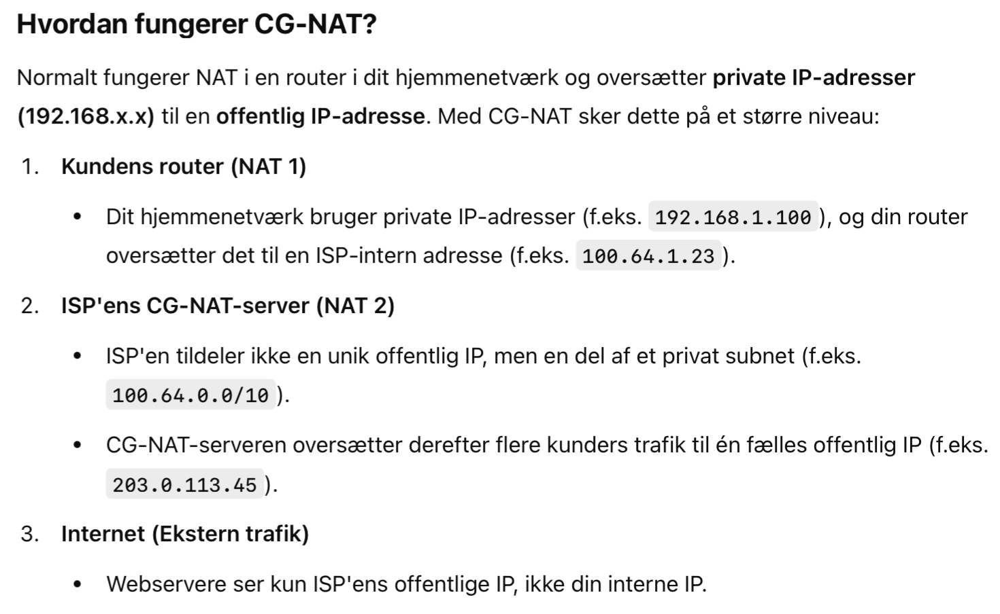 Hvordan fungerer CG-NAT?
Normalt fungerer NAT i en router i dit hjemmenetværk og oversætter private IP-adresser
(192.168.x.x) til en offentlig IP-adresse. Med CG-NAT sker dette på et større niveau:
1. Kundens router (NAT 1)
• Dit hjemmenetværk bruger private IP-adresser (f.eks. 192.168.1.100), og din router
oversætter det til en ISP-intern adresse (f.eks. 100.64.1.23).
2. ISP'ens CG-NAT-server (NAT 2)
• ISP'en tildeler ikke en unik offentlig IP, men en del af et privat subnet (f.eks.
100.64.0.0/10).
• CG-NAT-serveren oversætter derefter flere kunders trafik til én fælles offentlig IP (f.eks.
203.0.113.45).
3. Internet (Ekstern trafik)
• Webservere ser kun ISP'ens offentlige IP, ikke din interne IP.